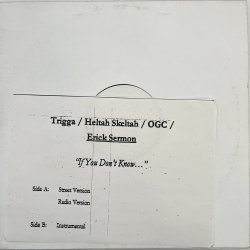 Trigga / Heltah Skeltah / OGC /
Erick Sermon
"If You Don't Know..."
Side A: Street Version
Radio Version
Side B: Instrumental